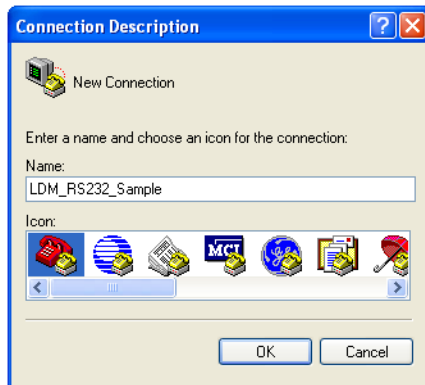 Connection Description
New Connection
Enter a name and choose an icon for the connection:
Name:
LDM_RS232_Sample
Icon:
MCI
OK
Cancel